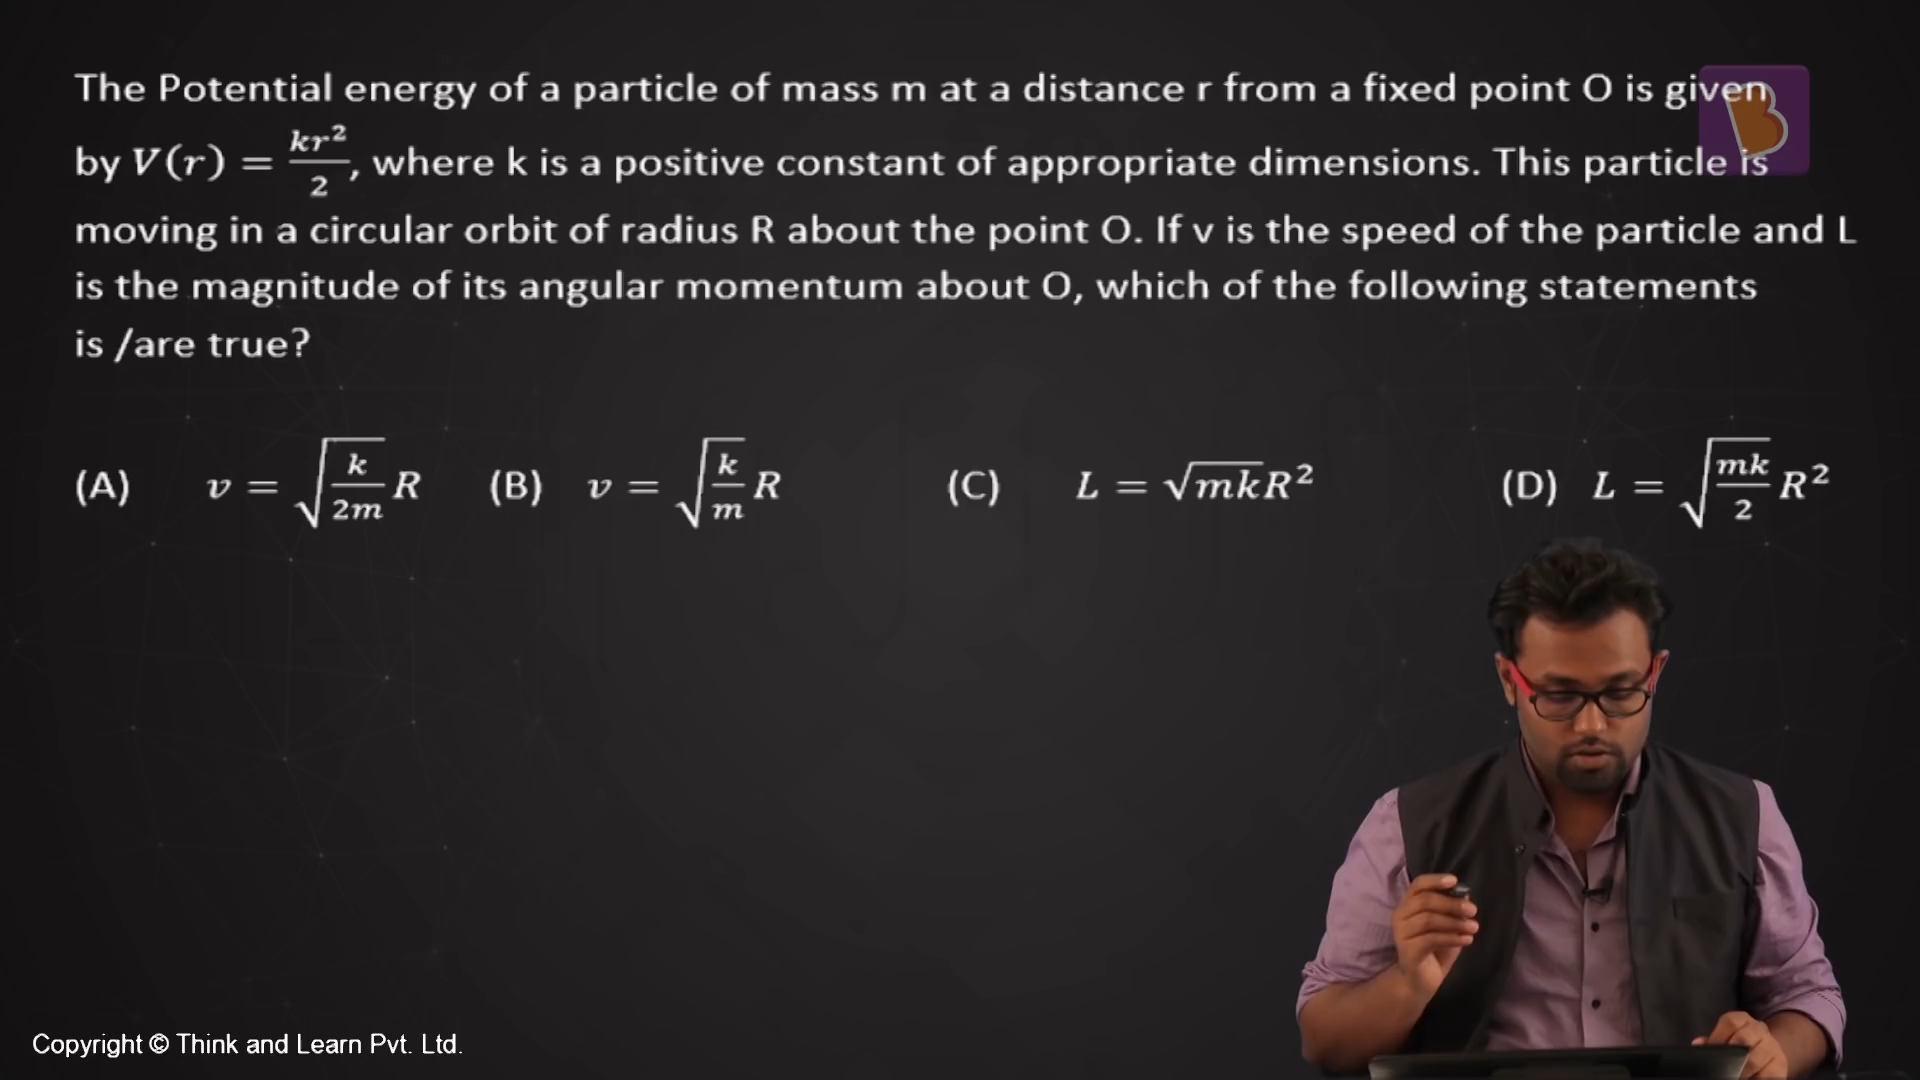 The Potential energy of a particle of mass m at a distance r from a fixed point O is given
by V(r) = kr²/2, where k is a positive constant of appropriate dimensions. This particle is
moving in a circular orbit of radius R about the point O. If v is the speed of the particle and L
is the magnitude of its angular momentum about O, which of the following statements
is /are true?
(A) v = √(k/2m) R (B) v = √(k/m) R (C) L = √mk R² (D) L = √(mk/2) R²
Copyright © Think and Learn Pvt. Ltd.